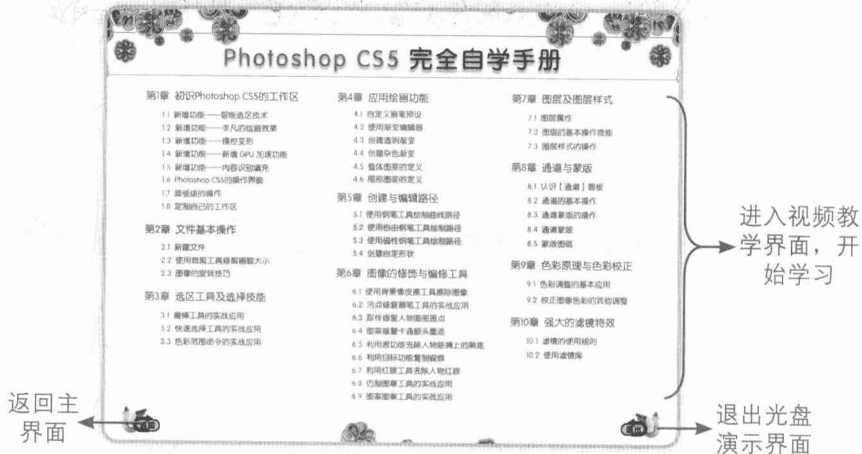 Photoshop CS5 完全自学手册
第1章 初识Photoshop CS5的工作区
1.1 新增功能——智能选区技术
1.2 新增功能——非凡的绘画效果
1.3 新增功能——操控变形
1.4 新增功能——新增 GPU 加速功能
1.5 新增功能——内容识别填充
1.6 Photoshop CS5的操作界面
1.7 面板组的操作
1.8 定制自己的工作区
第2章 文件基本操作
2.1 新建文件
2.2 使用裁剪工具修剪画面大小
2.3 图像的旋转技巧
第3章 选区工具及选择技能
3.1 魔棒工具的实战应用
3.2 快速选择工具的实战应用
3.3 色彩范围命令的实战应用
第4章 应用绘画功能
4.1 自定义画笔预设
4.2 使用渐变编辑器
4.3 创建透明渐变
4.4 创建杂色渐变
4.5 整体图案的定义
4.6 局部图案的定义
第5章 创建与编辑路径
5.1 使用钢笔工具绘制曲线路径
5.2 使用自由钢笔工具绘制路径
5.3 使用磁性钢笔工具绘制路径
5.4 创建自定形状
第6章 图像的修饰与编修工具
6.1 使用背景橡皮擦工具擦除图像
6.2 污点修复画笔工具的实战应用
6.3 取样修复人物面部斑点
6.4 图案修复卡通额头墨迹
6.5 利用源功能去除人物胳膊上的
6.6 利用目标功能复制蝴蝶
6.7 利用红眼工具去除人物红眼
6.8 仿制图章工具的实战应用
6.9 图案图章工具的实战应用
第7章 图层及图层样式
7.1 图层属性
7.2 图层的基本操作技能
7.3 图层样式的操作
第8章 通道与蒙版
8.1 认识【通道】面板
8.2 通道的基本操作
8.3 通道蒙版的操作
8.4 通道蒙版
8.5 蒙版图码
第9章 色彩原理与色彩校正
9.1 色彩调整的基本应用
9.2 校正图像色彩的其他调整
第10章 强大的滤镜特效
10.1 滤镜的使用规则
10.2 使用滤镜库
进入视频教
学界面，开
始学习
返回主
界面
退出
退出光盘
演示界面